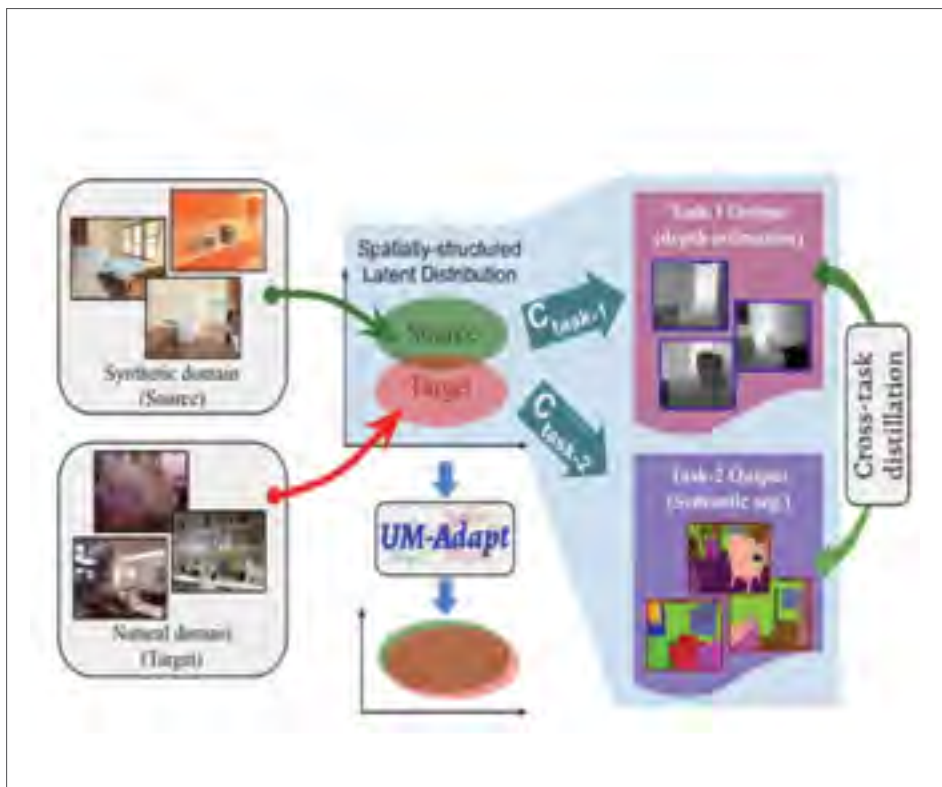 Synthetic domain
(Source)
Natural domain
(Target)
Spatially-structured
Latent Distribution
Source
Target
UM-Adapt
C task-1
C task-2
Task-1 Output
(depth estimation)
Task-2 Output
(Semantic seg.)
Cross-task
distillation